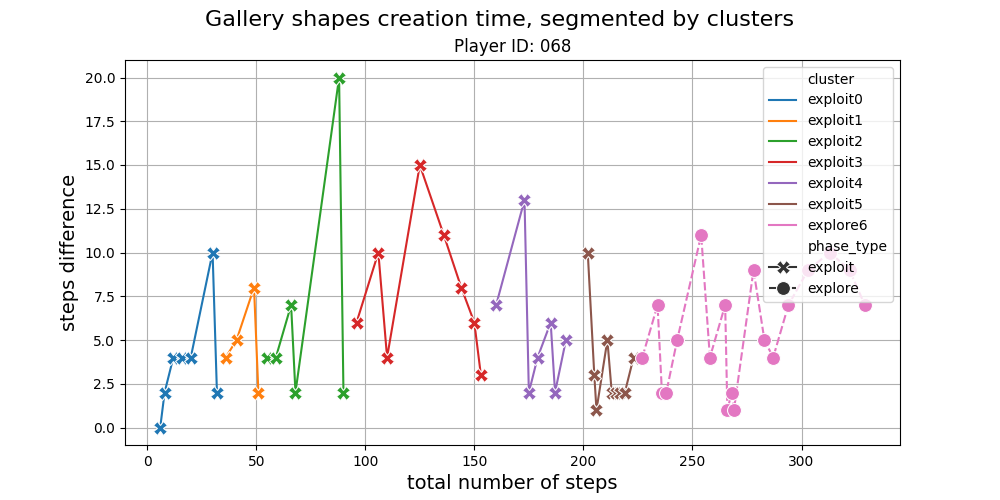 Gallery shapes creation time, segmented by clusters
Player ID: 068
steps difference
20.0
17.5
15.0
12.5
10.0
7.5
5.0
2.5
0.0
0
50
100
150
200
250
300
total number of steps
cluster
exploit0
exploit1
exploit2
exploit3
exploit4
exploit5
explore6
phase_type
exploit
explore